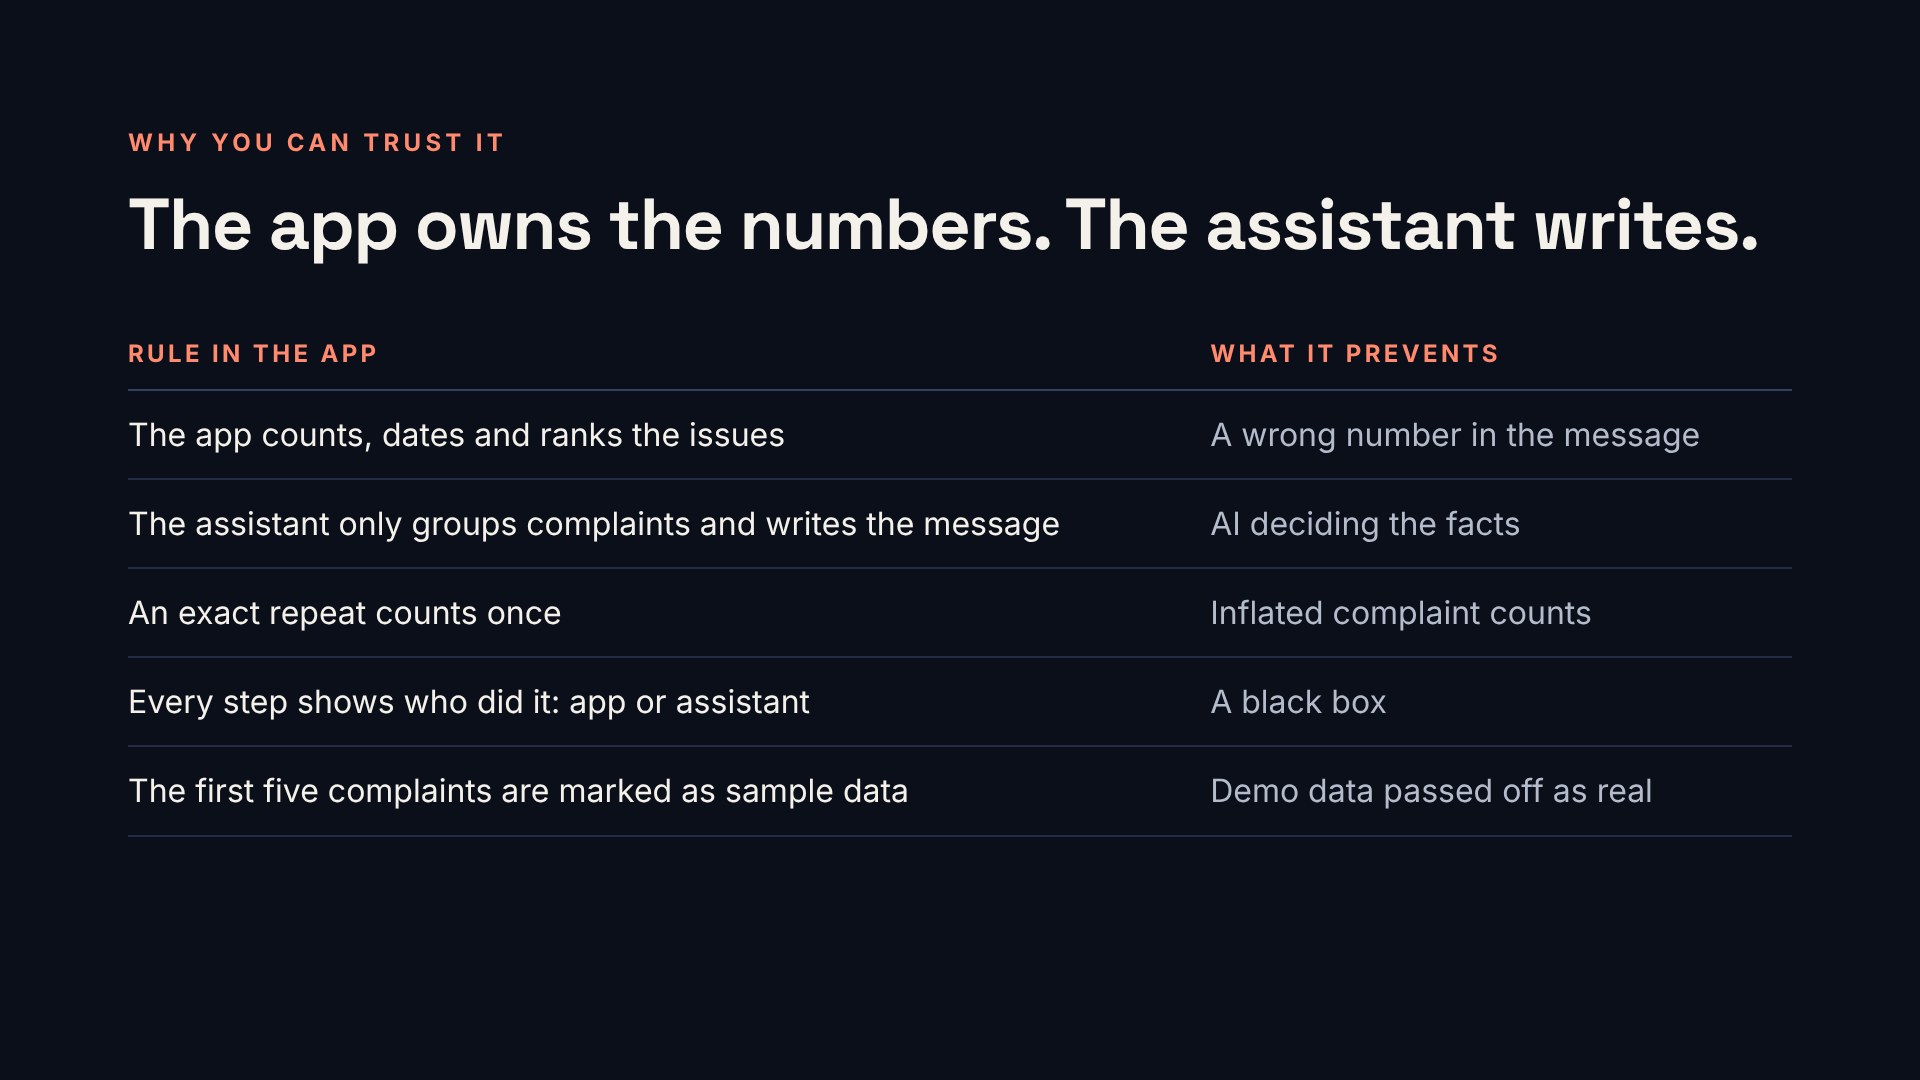 WHY YOU CAN TRUST IT
The app owns the numbers. The assistant writes.
RULE IN THE APP
WHAT IT PREVENTS
The app counts, dates and ranks the issues
A wrong number in the message
The assistant only groups complaints and writes the message
AI deciding the facts
An exact repeat counts once
Inflated complaint counts
Every step shows who did it: app or assistant
A black box
The first five complaints are marked as sample data
Demo data passed off as real